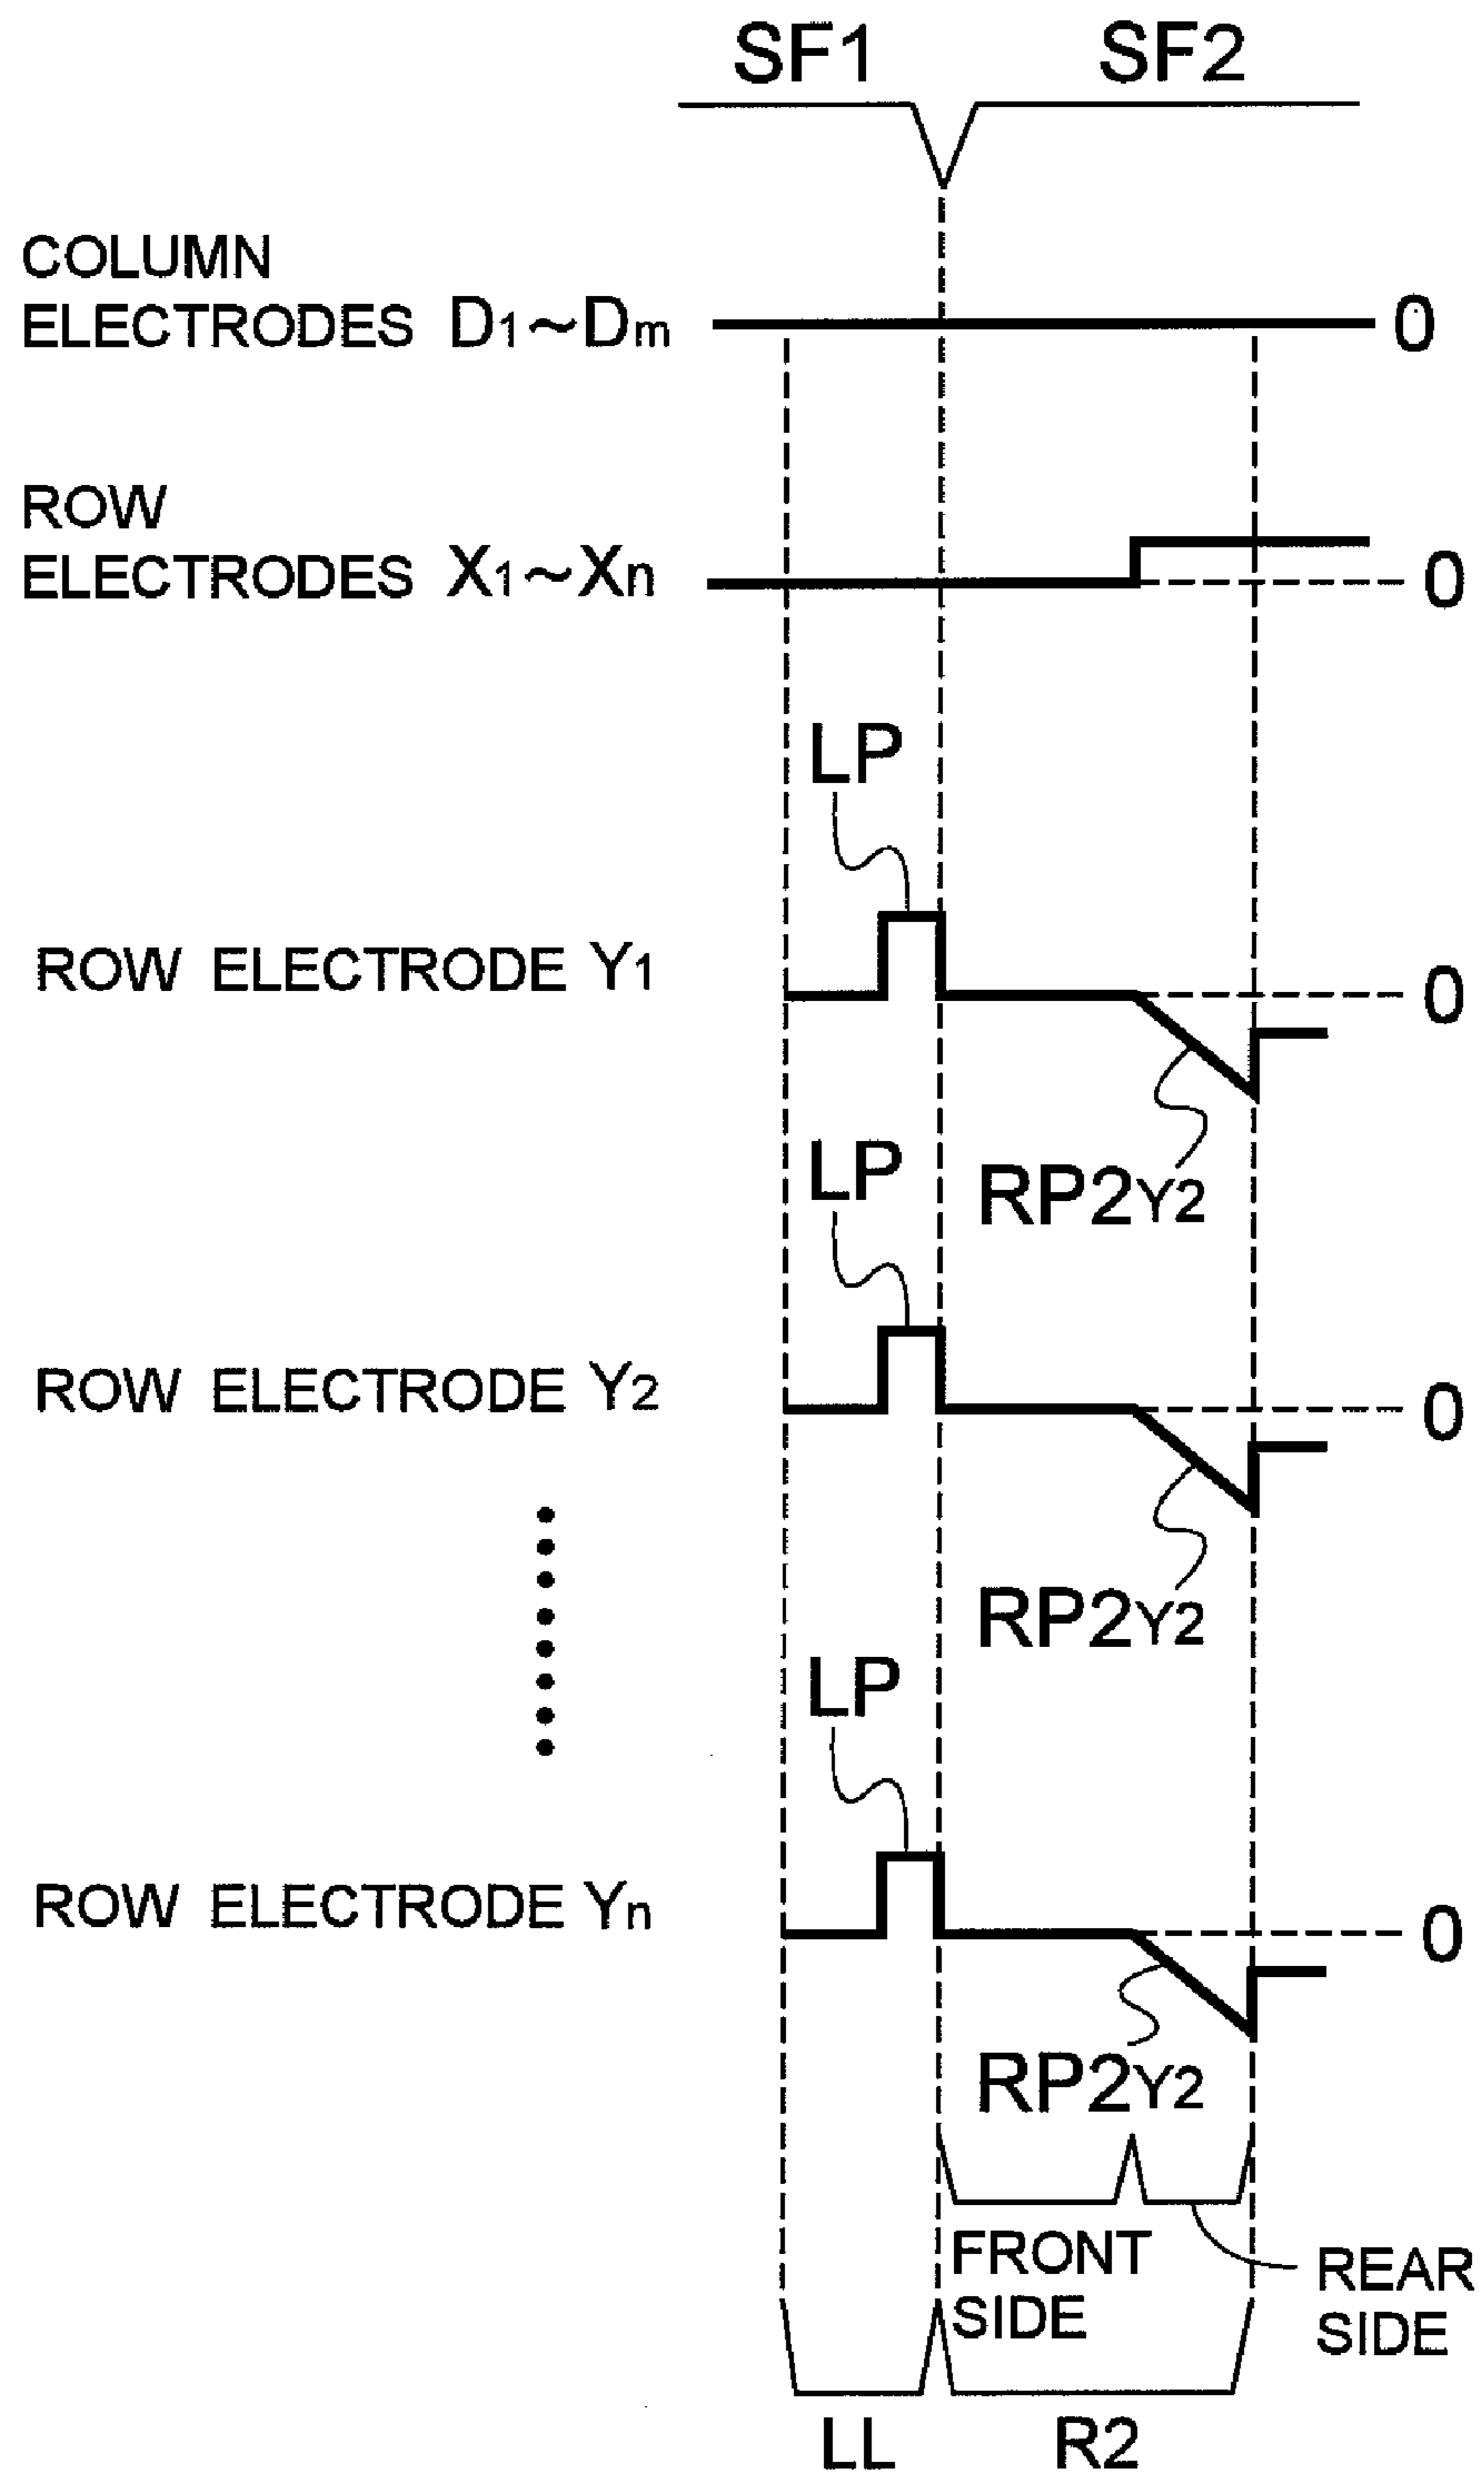 SF1 SF2
COLUMN
ELECTRODES D1~Dm 0
ROW
ELECTRODES X1~Xn 0
LP
ROW ELECTRODE Y1 0
RP2Y2
LP
ROW ELECTRODE Y2 0
RP2Y2
LP
ROW ELECTRODE Yn 0
RP2Y2
FRONT
SIDE
REAR
SIDE
LL R2